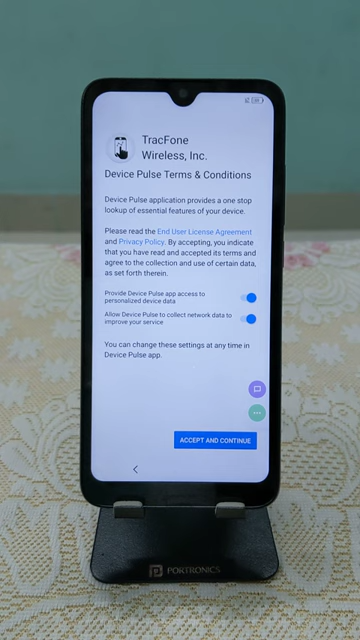 TracFone
Wireless, Inc.
Device Pulse Terms & Conditions
Device Pulse application provides a one stop
lookup of essential features of your device.
Please read the End User License Agreement
and Privacy Policy. By accepting, you indicate
that you have read and accepted its terms and
agree to the collection and use of certain data,
as set forth therein.
Provide Device Pulse app access to
personalized device data
Allow Device Pulse to collect network data to
improve your service
You can change these settings at any time in
Device Pulse app.
ACCEPT AND CONTINUE
PORTRONICS